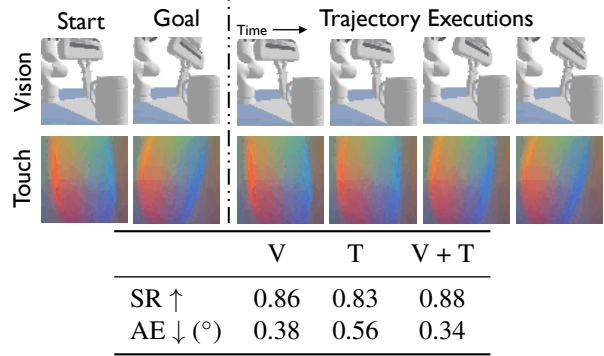 Start Goal Trajectory Executions
Time
Vision
Touch
V T V + T
SR ↑ 0.86 0.83 0.88
AE ↓ (°) 0.38 0.56 0.34